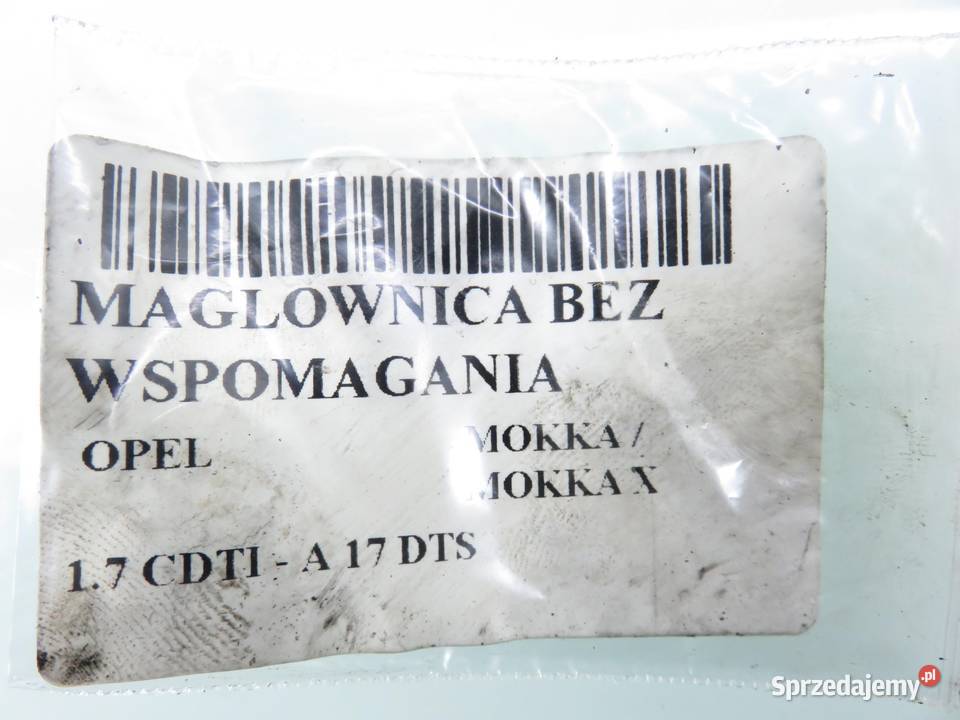 MAGLOWNICA BEZ
WSPOMAGANIA
OPEL MOKKA /
MOKKA X
1.7 CDTI - A 17 DTS
Sprzedajemy.pl